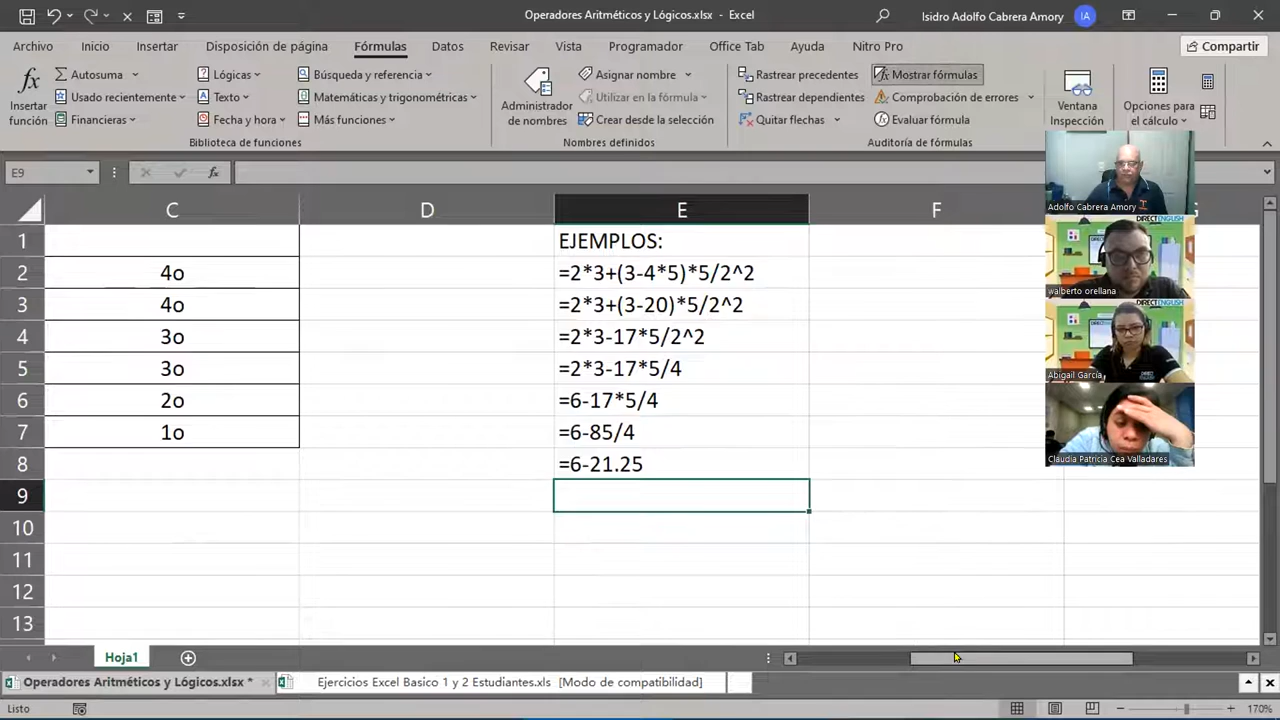 Operadores Aritméticos y Lógicos.xlsx - Excel
Isidro Adolfo Cabrera Amory
IA
Archivo
Inicio
Insertar
Disposición de página
Fórmulas
Datos
Revisar
Vista
Programador
Office Tab
Ayuda
Nitro Pro
Compartir
fx
Insertar
función
Autosuma
Usado recientemente
Financieras
Lógicas
Texto
Fecha y hora
Búsqueda y referencia
Matemáticas y trigonométricas
Más funciones
Biblioteca de funciones
Administrador
de nombres
Asignar nombre
Utilizar en la fórmula
Crear desde la selección
Nombres definidos
Rastrear precedentes
Rastrear dependientes
Quitar flechas
Mostrar fórmulas
Comprobación de errores
Evaluar fórmula
Auditoría de fórmulas
Ventana
Inspección
Opciones para
el cálculo
E9
fx
C D E F G
1 EJEMPLOS:
2 4o =2*3+(3-4*5)*5/2^2
3 4o =2*3+(3-20)*5/2^2
4 3o =2*3-17*5/2^2
5 3o =2*3-17*5/4
6 2o =6-17*5/4
7 1o =6-85/4
8 =6-21.25
9
10
11
12
13
Adolfo Cabrera Amory
DIRECTENGLISH
walberto orellana
DIRECTENGLISH
Abigail García
Claudia Patricia Cea Valladares
Hoja1
Operadores Aritméticos y Lógicos.xlsx *
Ejercicios Excel Basico 1 y 2 Estudiantes.xls [Modo de compatibilidad]
Listo
170%